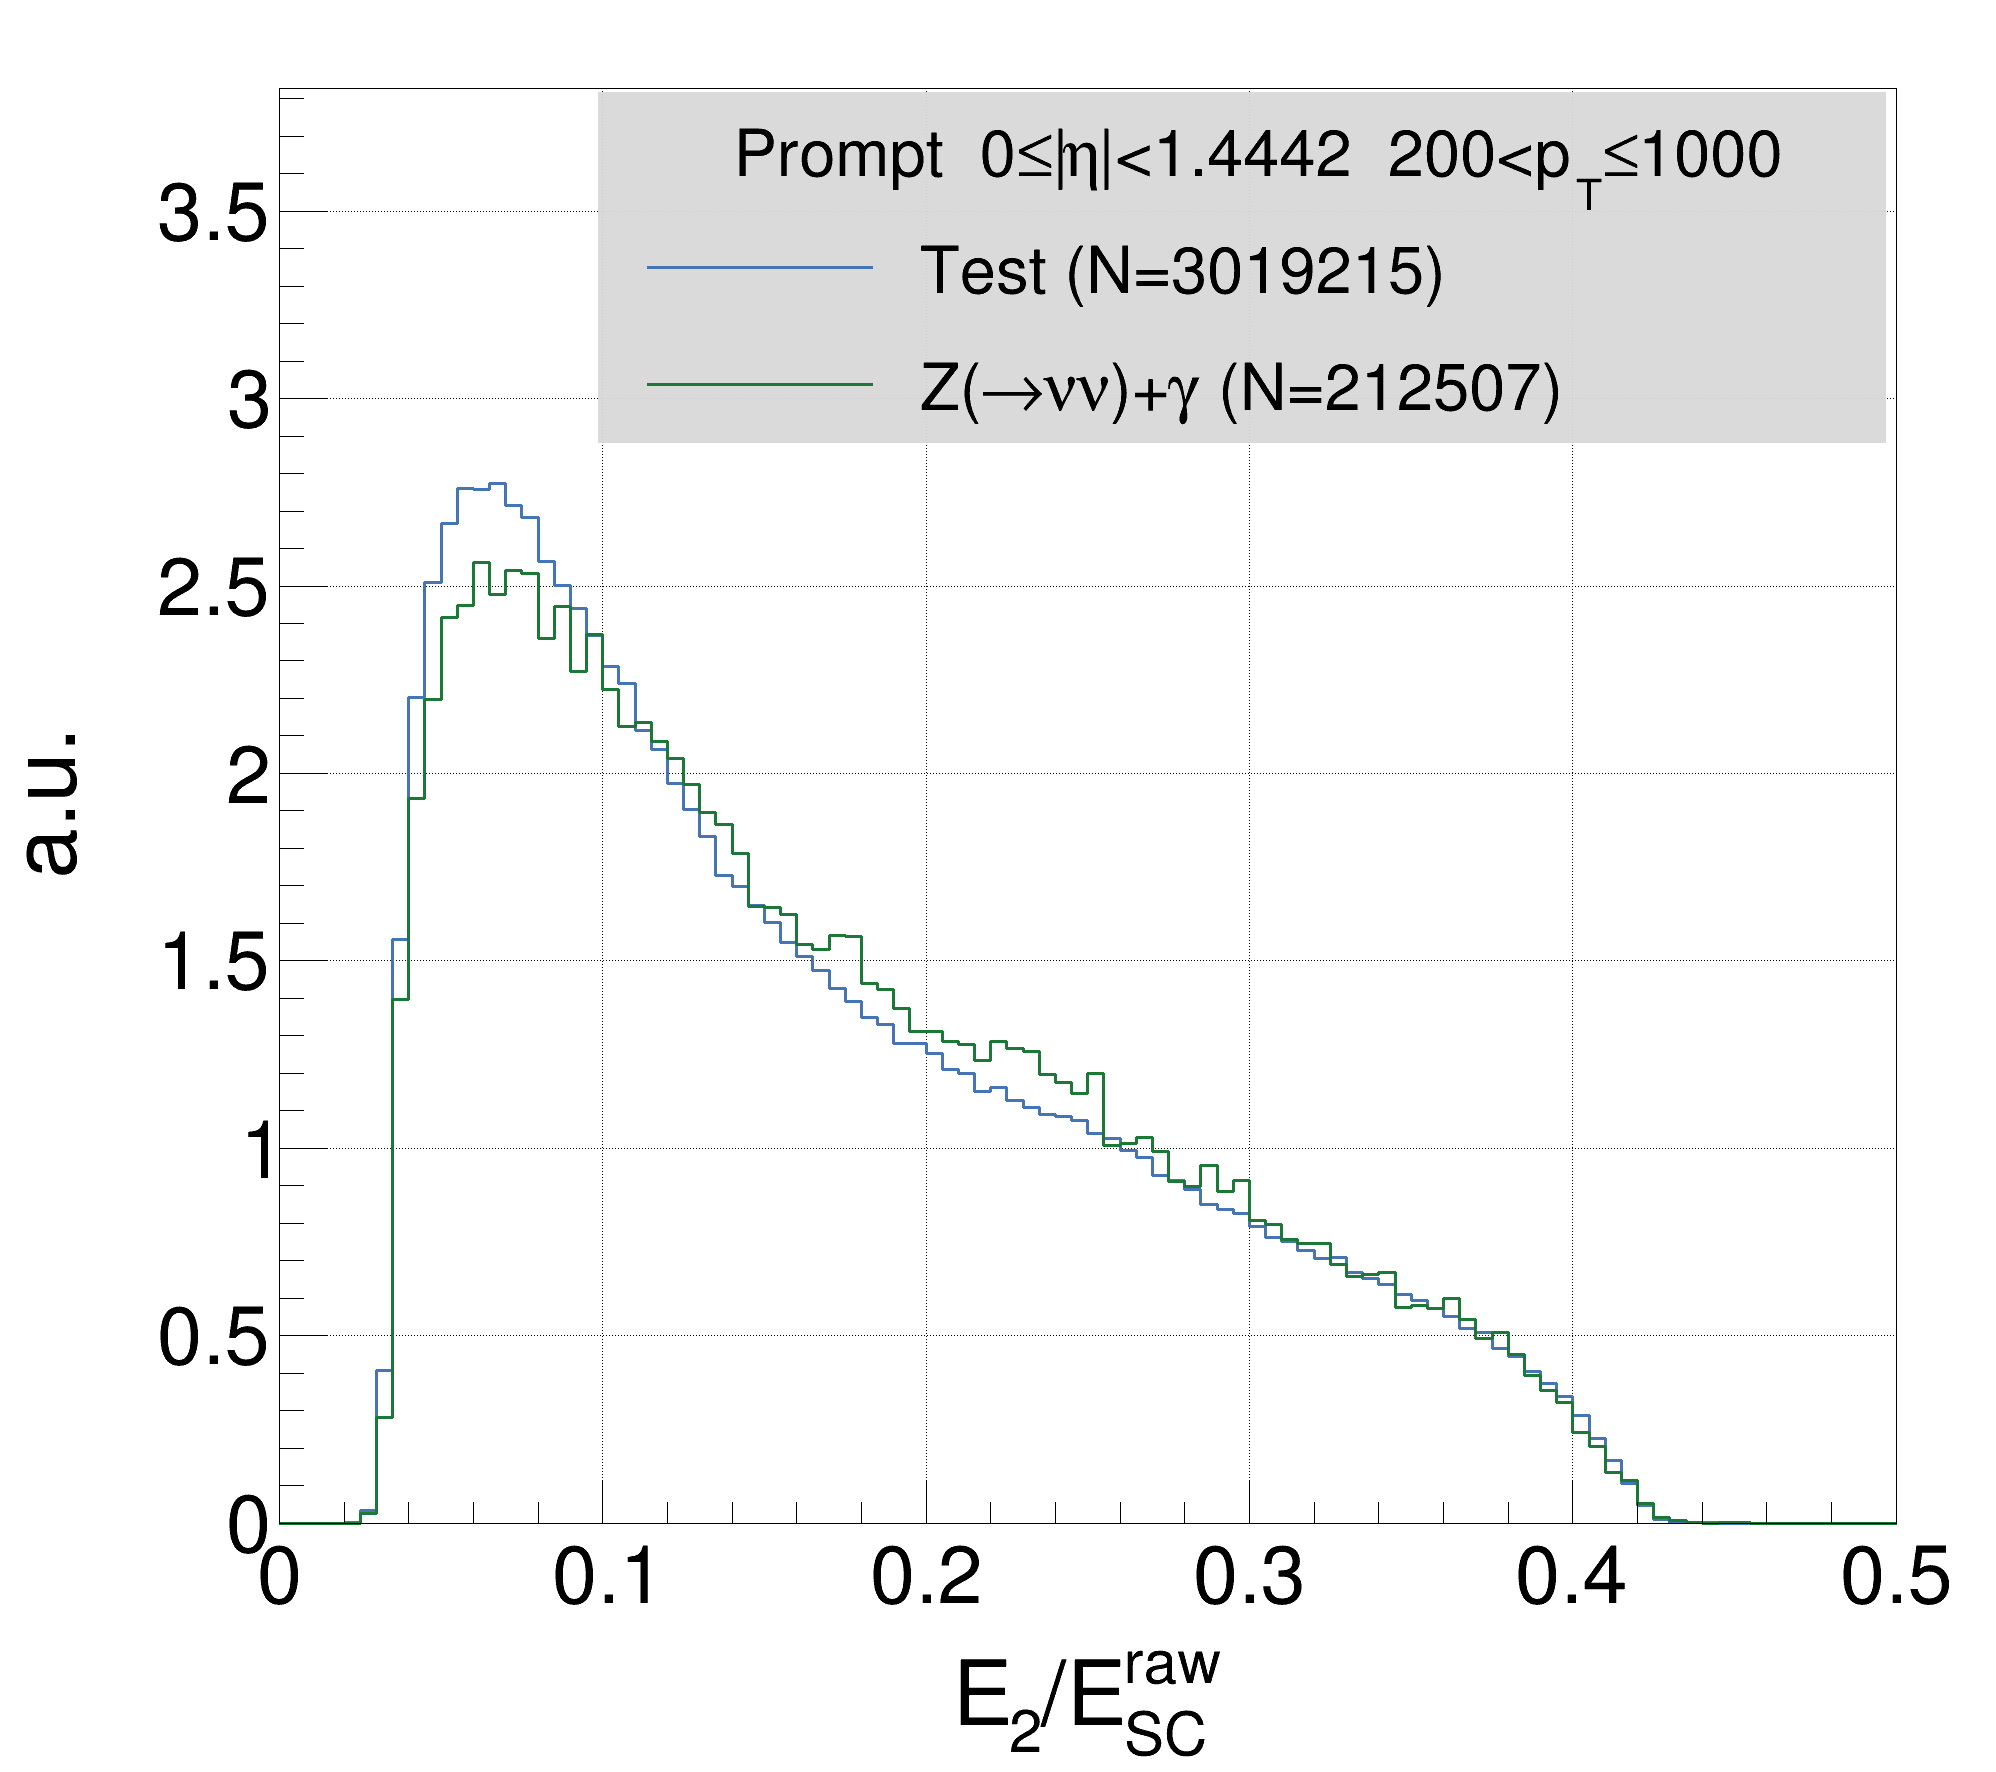 Prompt 0≤|η|<1.4442 200<p_T≤1000
Test (N=3019215)
Z(→νν)+γ (N=212507)
3.5
3
2.5
2
1.5
1
0.5
0
a.u.
0 0.1 0.2 0.3 0.4 0.5
E_2/E_SC^raw